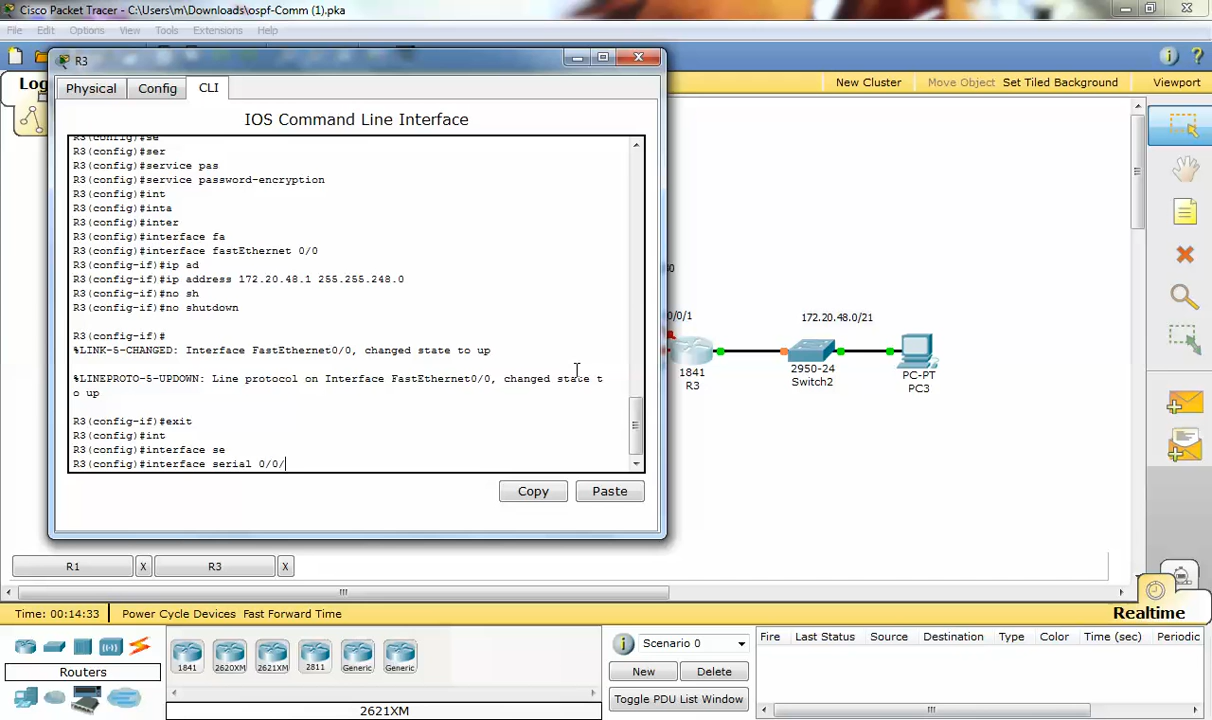 Cisco Packet Tracer - C:\Users\m\Downloads\ospf-Comm (1).pka
File Edit View Options Tools Extensions Help
Log
New Cluster Move Object Set Tiled Background Viewport
R3
Physical Config CLI
IOS Command Line Interface
R3(config)#se
R3(config)#ser
R3(config)#service pas
R3(config)#service password-encryption
R3(config)#int
R3(config)#inta
R3(config)#inter
R3(config)#interface fa
R3(config)#interface fastEthernet 0/0
R3(config-if)#ip ad
R3(config-if)#ip address 172.20.48.1 255.255.248.0
R3(config-if)#no sh
R3(config-if)#no shutdown
R3(config-if)#
%LINK-5-CHANGED: Interface FastEthernet0/0, changed state to up
%LINEPROTO-5-UPDOWN: Line protocol on Interface FastEthernet0/0, changed state t
o up
R3(config-if)#exit
R3(config)#int
R3(config)#interface se
R3(config)#interface serial 0/0/
Copy Paste
30
0/0/1
172.20.48.0/21
1841
R3
2950-24
Switch2
PC-PT
PC3
R1 X R3 X
Time: 00:14:33 Power Cycle Devices Fast Forward Time
Realtime
Routers
1841 2620XM 2621XM 2811 Generic Generic
2621XM
Scenario 0
New Delete
Toggle PDU List Window
Fire Last Status Source Destination Type Color Time (sec) Periodic